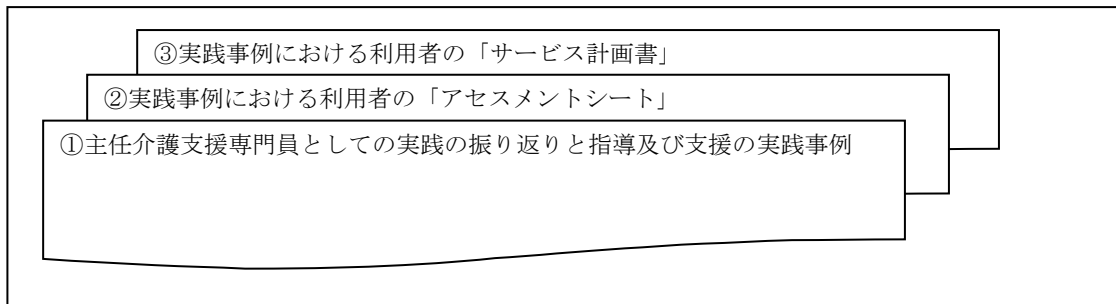 ③実践事例における利用者の「サービス計画書」
②実践事例における利用者の「アセスメントシート」
①主任介護支援専門員としての実践の振り返りと指導及び支援の実践事例